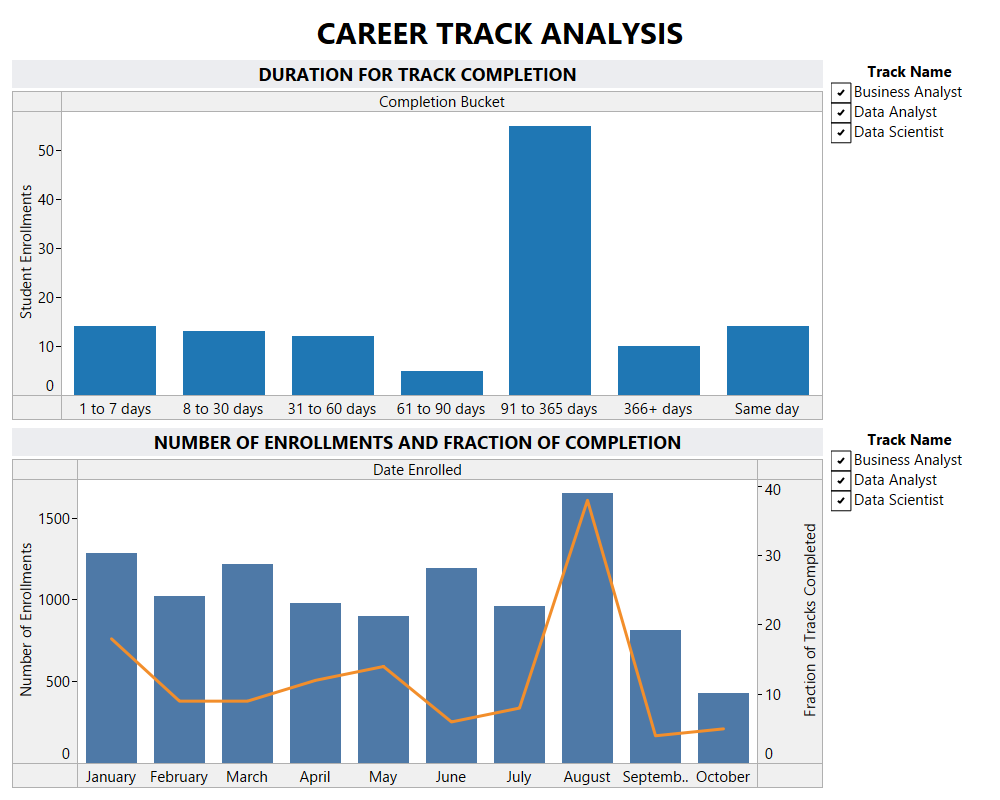 CAREER TRACK ANALYSIS
DURATION FOR TRACK COMPLETION
Completion Bucket
Student Enrollments
50
40
30
20
10
0
1 to 7 days 8 to 30 days 31 to 60 days 61 to 90 days 91 to 365 days 366+ days Same day
Track Name
Business Analyst
Data Analyst
Data Scientist
NUMBER OF ENROLLMENTS AND FRACTION OF COMPLETION
Date Enrolled
Number of Enrollments
1500
1000
500
0
40
30
20
10
0
Fraction of Tracks Completed
January February March April May June July August Septemb.. October
Track Name
Business Analyst
Data Analyst
Data Scientist